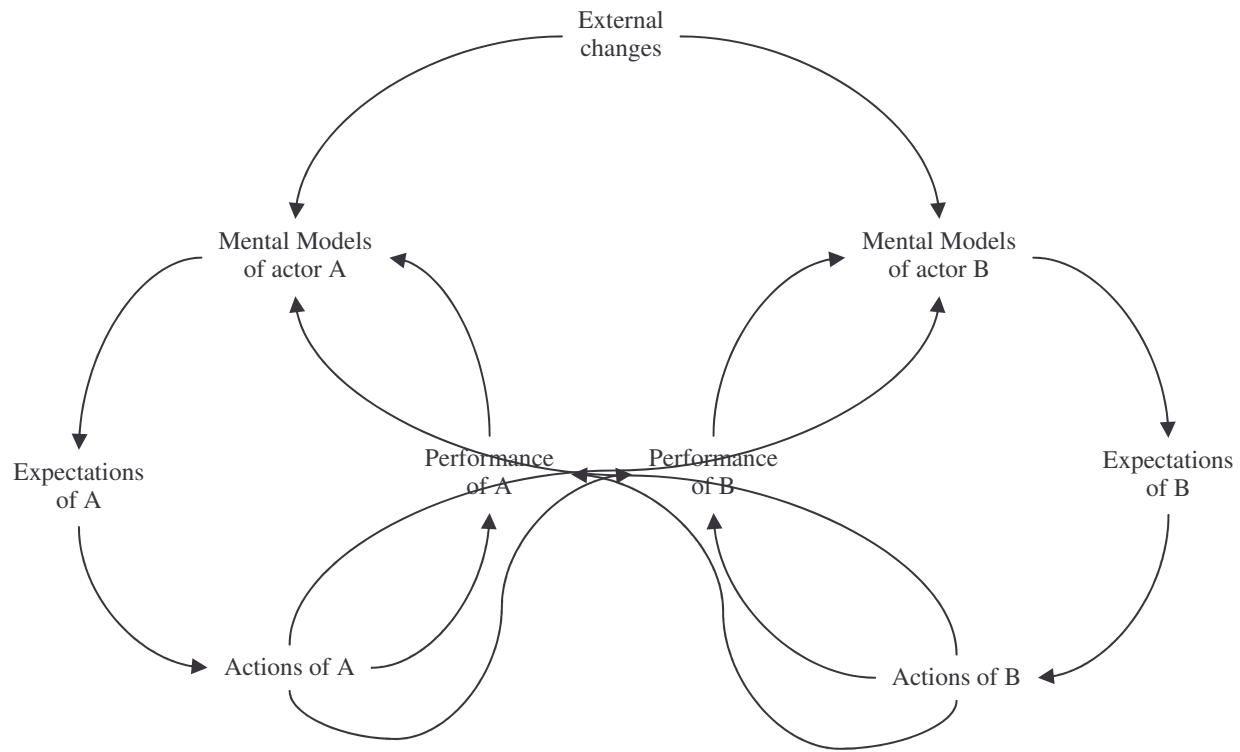 External
changes
Mental Models
of actor A
Mental Models
of actor B
Performance
of A
Performance
of B
Expectations
of A
Expectations
of B
Actions of A
Actions of B